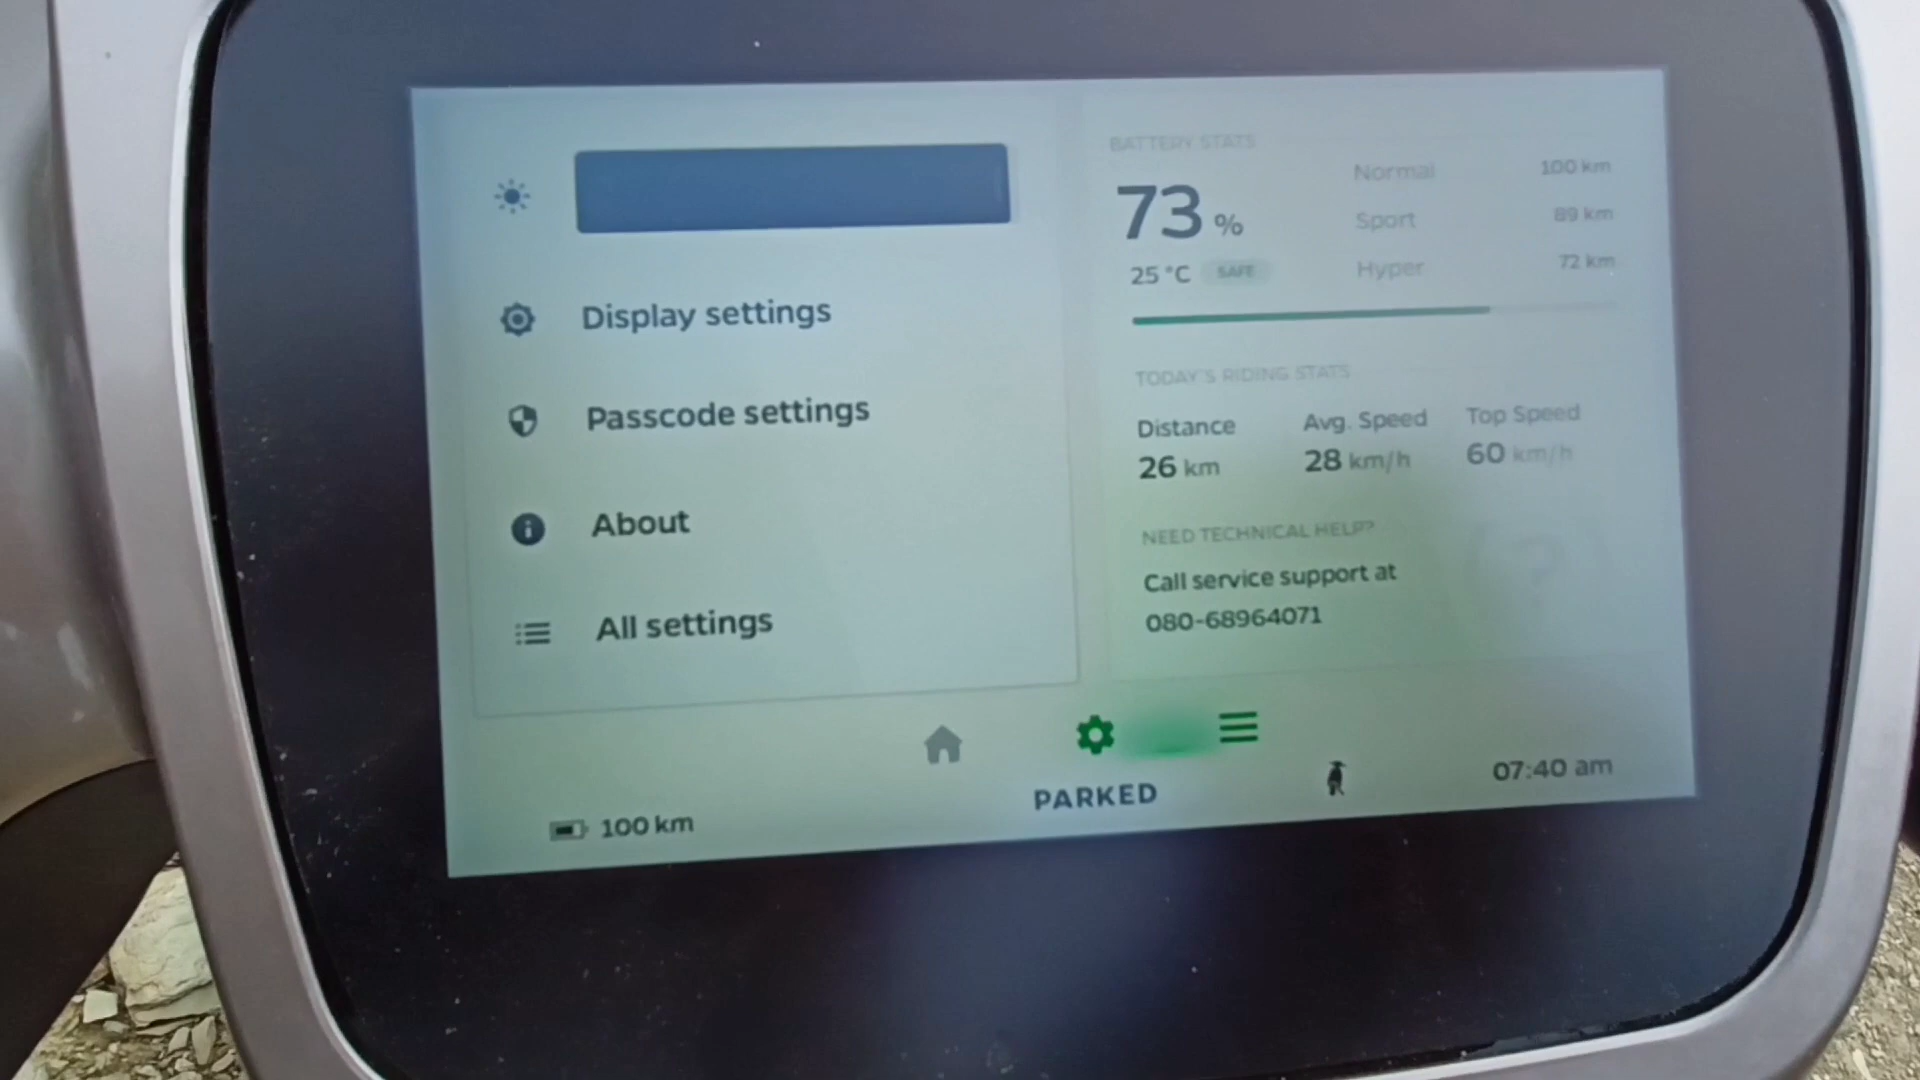 Display settings
Passcode settings
About
All settings
BATTERY STATS
73 %
25 °C SAFE
Normal 100 km
Sport 89 km
Hyper 72 km
TODAY'S RIDING STATS
Distance Avg. Speed Top Speed
26 km 28 km/h 60 km/h
NEED TECHNICAL HELP?
Call service support at
080-68964071
100 km PARKED 07:40 am